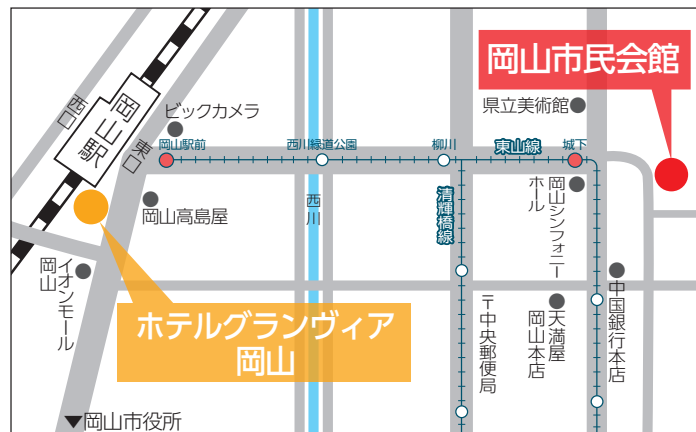 岡山市民会館
県立美術館
ビックカメラ
西口
岡山駅
東口
岡山駅前
西川緑道公園
柳川
東山線
城下
岡山高島屋
西川
清輝橋線
岡山シンフォニー
ホール
イオンモール
岡山
ホテルグランヴィア
岡山
〒中央郵便局
天満屋
岡山本店
中国銀行本店
▼岡山市役所